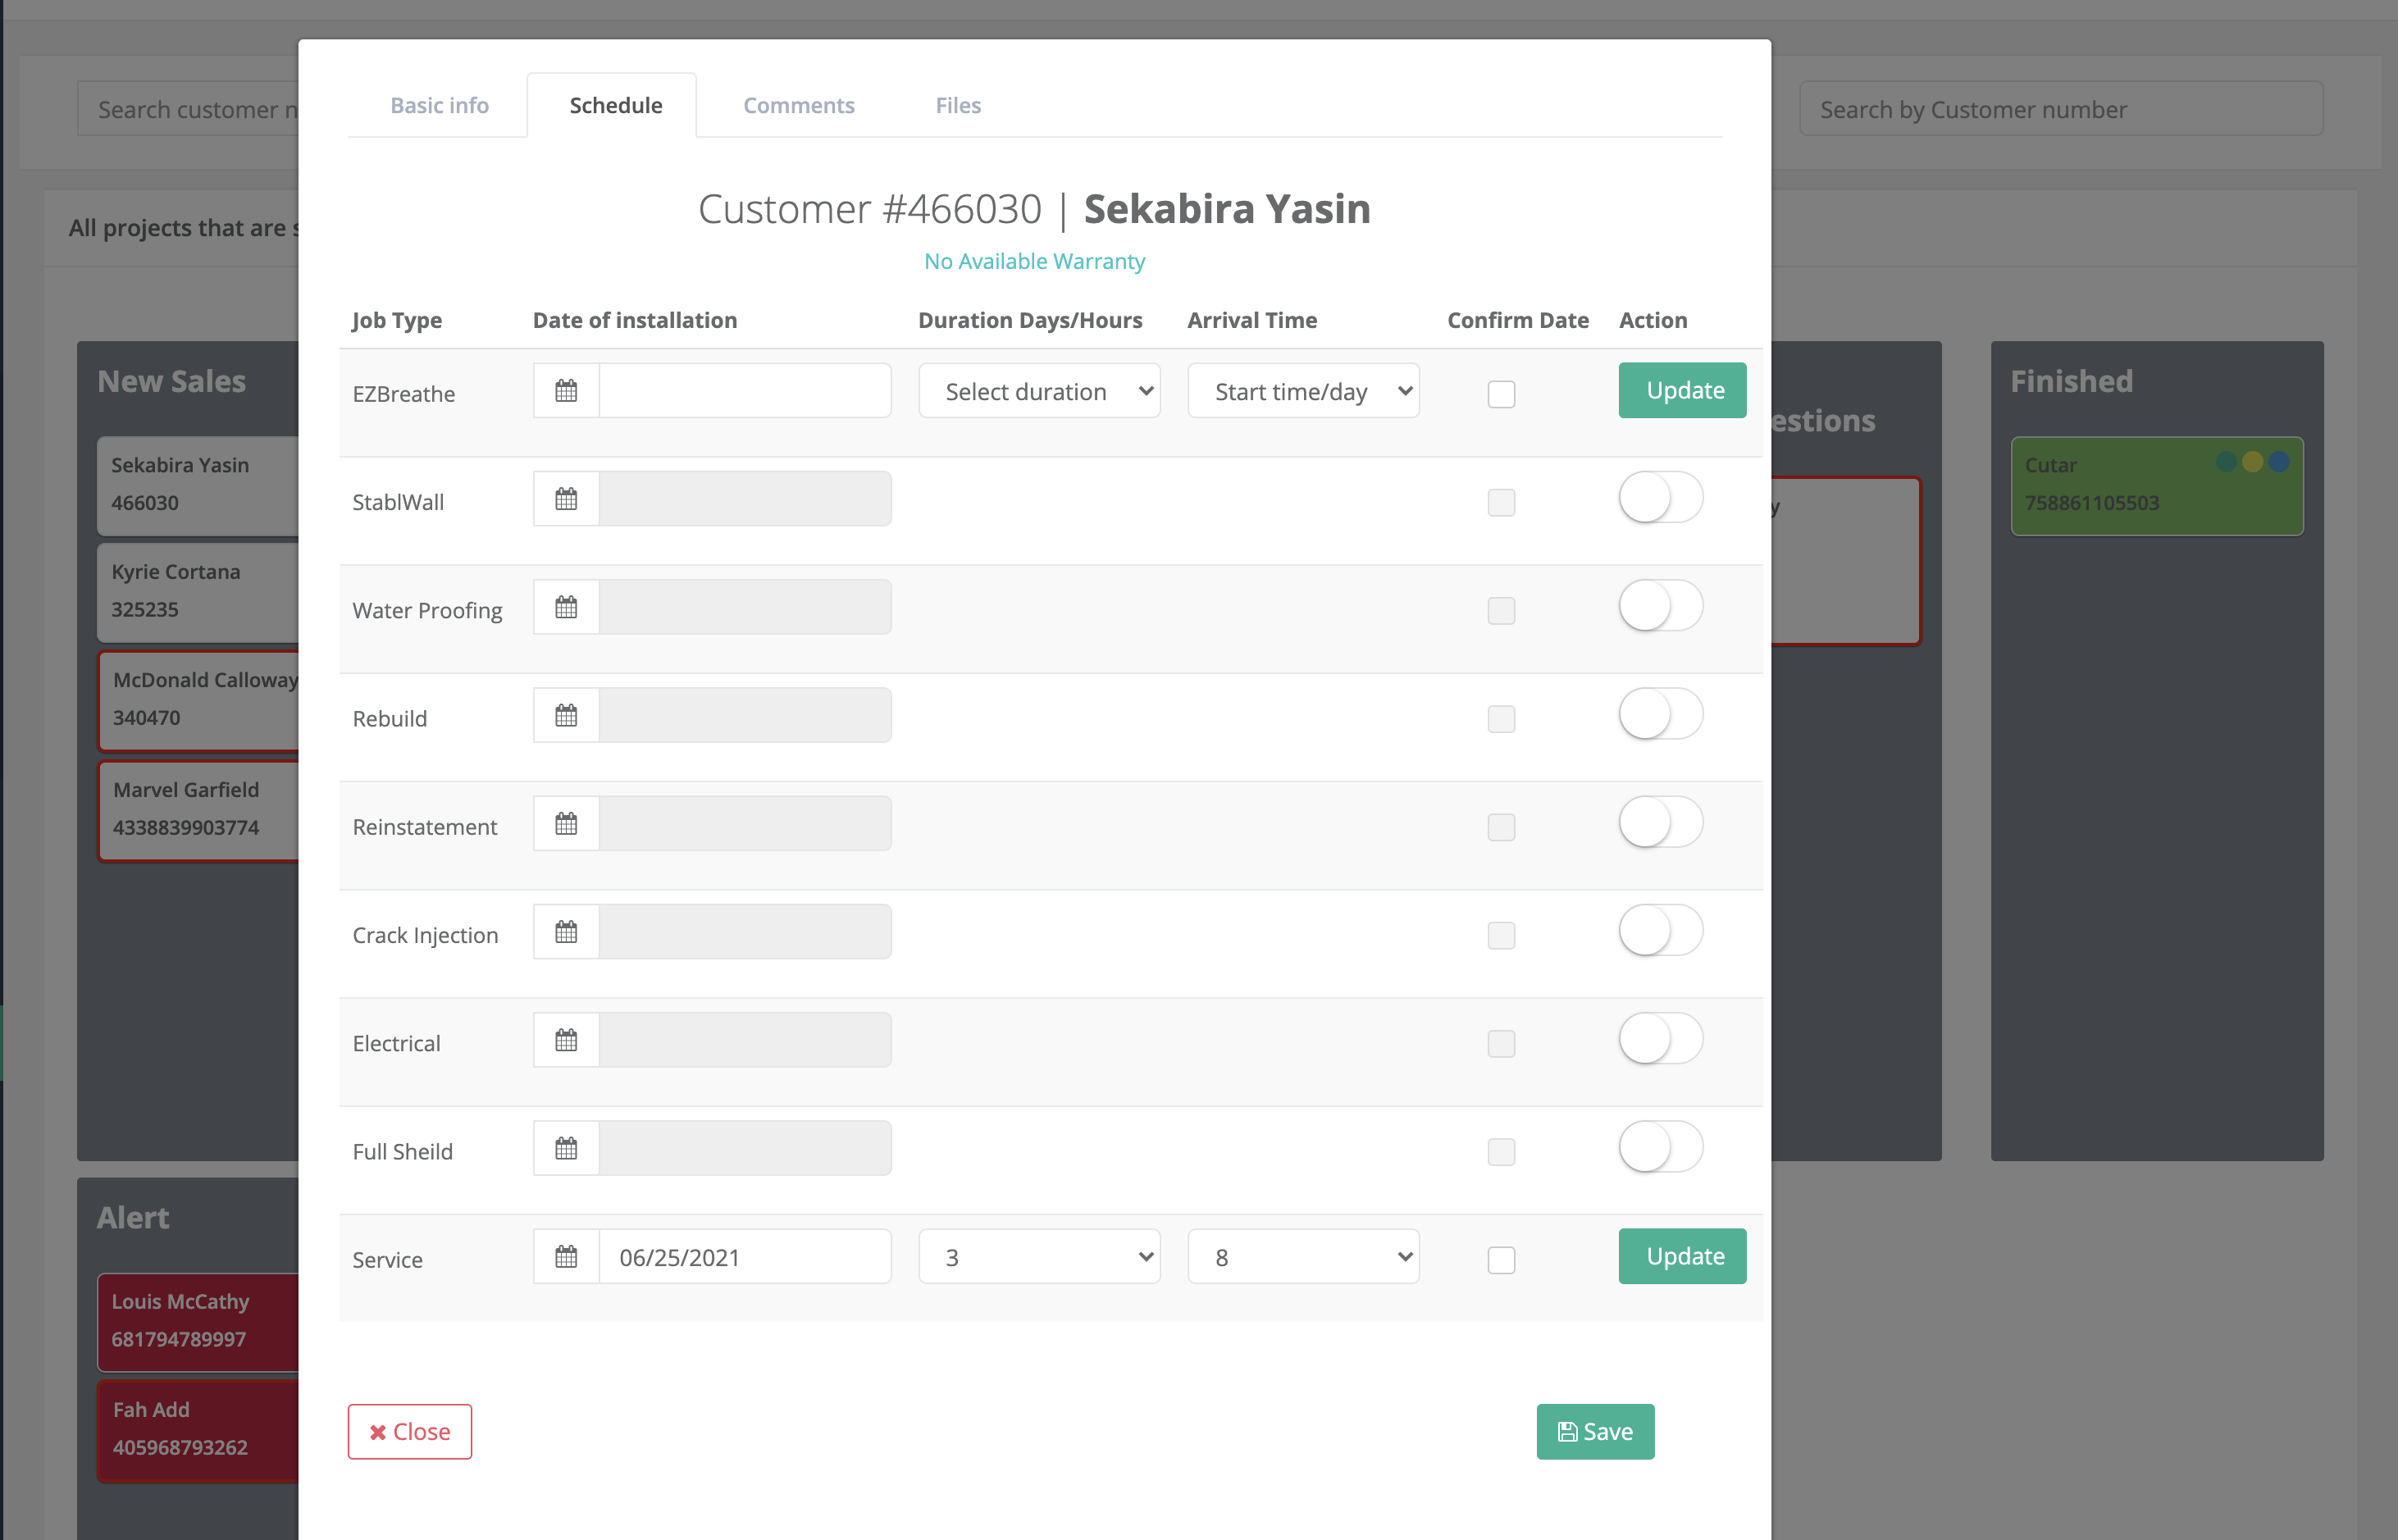 Search customer n
Search by Customer number
Basic info
Schedule
Comments
Files
All projects that are s
Customer #466030 | Sekabira Yasin
No Available Warranty
Job Type Date of installation Duration Days/Hours Arrival Time Confirm Date Action
EZBreathe Select duration Start time/day Update
StablWall
Water Proofing
Rebuild
Reinstatement
Crack Injection
Electrical
Full Sheild
Service 06/25/2021 3 8 Update
Close
Save
New Sales
Sekabira Yasin
466030
Kyrie Cortana
325235
McDonald Calloway
340470
Marvel Garfield
4338839903774
Alert
Louis McCathy
681794789997
Fah Add
405968793262
estions
y
Finished
Cutar
758861105503